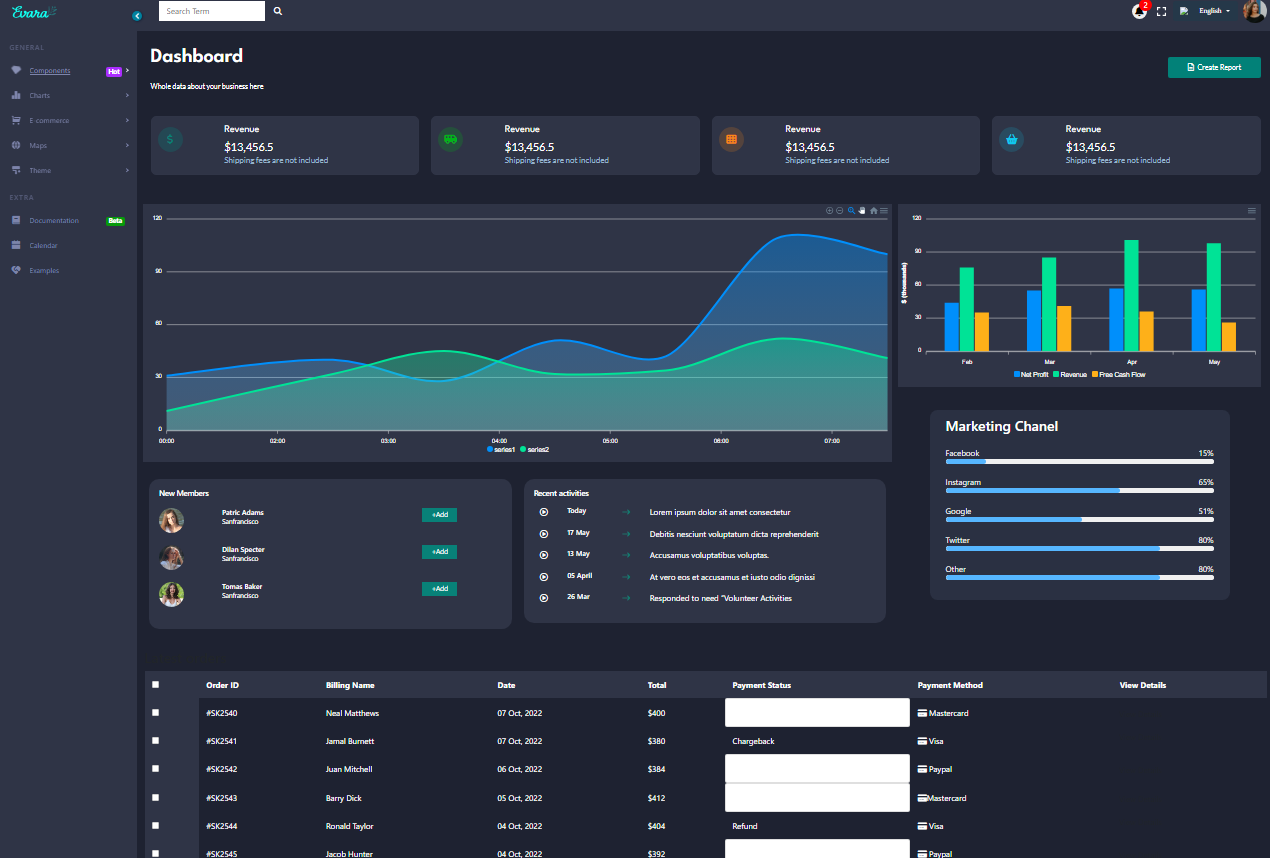 Evara
Search Term
2
English
GENERAL
Components Hot
Charts
E-commerce
Maps
Theme
EXTRA
Documentation Beta
Calendar
Examples
Dashboard
Whole data about your business here
Create Report
Revenue
$13,456.5
Shipping fees are not included
Revenue
$13,456.5
Shipping fees are not included
Revenue
$13,456.5
Shipping fees are not included
Revenue
$13,456.5
Shipping fees are not included
120
90
60
30
0
00:00 02:00 03:00 04:00 05:00 06:00 07:00
series1 series2
120
90
60
30
0
$ (thousands)
Feb Mar Apr May
Net Profit Revenue Free Cash Flow
Marketing Chanel
Facebook 15%
Instagram 65%
Google 51%
Twitter 80%
Other 80%
New Members
Patric Adams
Sanfrancisco
+Add
Dilan Specter
Sanfrancisco
+Add
Tomas Baker
Sanfrancisco
+Add
Recent activities
Today Lorem ipsum dolor sit amet consectetur
17 May Debitis nesciunt voluptatum dicta reprehenderit
13 May Accusamus voluptatibus voluptas.
05 April At vero eos et accusamus et iusto odio dignissi
26 Mar Responded to need "Volunteer Activities
Order ID Billing Name Date Total Payment Status Payment Method View Details
#SK2540 Neal Matthews 07 Oct, 2022 $400 Mastercard
#SK2541 Jamal Burnett 07 Oct, 2022 $380 Chargeback Visa
#SK2542 Juan Mitchell 06 Oct, 2022 $384 Paypal
#SK2543 Barry Dick 05 Oct, 2022 $412 Mastercard
#SK2544 Ronald Taylor 04 Oct, 2022 $404 Refund Visa
#SK2545 Jacob Hunter 04 Oct, 2022 $392 Paypal